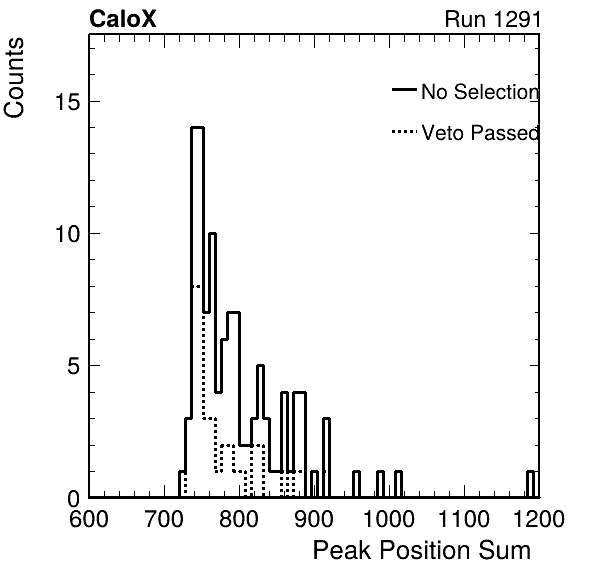 CaloX Run 1291
Counts
No Selection
Veto Passed
15
10
5
0
600 700 800 900 1000 1100 1200
Peak Position Sum